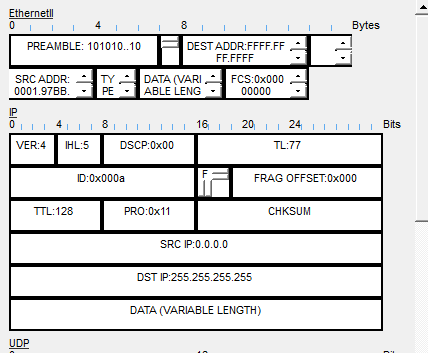 EthernetII
0 4 8 Bytes
PREAMBLE: 101010..10 DEST ADDR:FFFF.FF
FF.FFFF
SRC ADDR: TY DATA (VARI FCS:0x000
0001.97BB. PE ABLE LENG 00000
IP
0 4 8 16 20 24 Bits
VER:4 IHL:5 DSCP:0x00 TL:77
ID:0x000a F FRAG OFFSET:0x000
TTL:128 PRO:0x11 CHKSUM
SRC IP:0.0.0.0
DST IP:255.255.255.255
DATA (VARIABLE LENGTH)
UDP